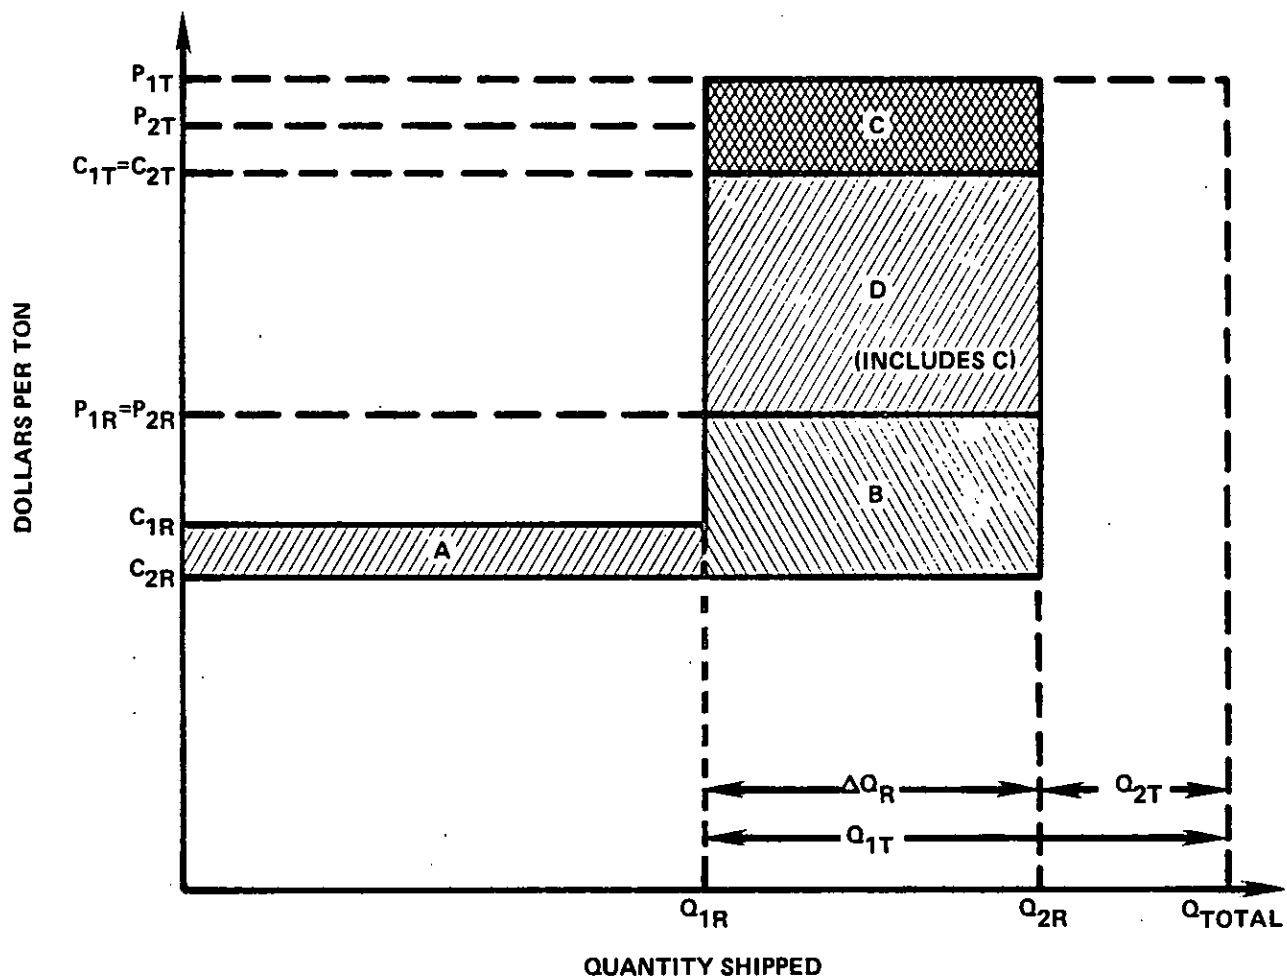 P1T
P2T
C1T=C2T
C
D
(INCLUDES C)
P1R=P2R
B
C1R
A
C2R
DOLLARS PER TON
ΔQR
Q2T
Q1T
Q1R
Q2R
QTOTAL
QUANTITY SHIPPED